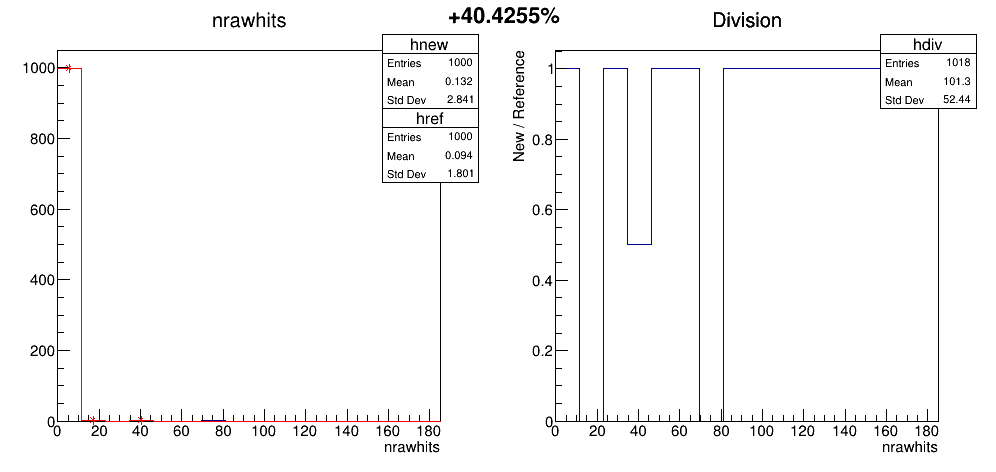 +40.4255%
nrawhits
hnew
Entries 1000
Mean 0.132
Std Dev 2.841
href
Entries 1000
Mean 0.094
Std Dev 1.801
1000
800
600
400
200
0
0 20 40 60 80 100 120 140 160 180
nrawhits
Division
hdiv
Entries 1018
Mean 101.3
Std Dev 52.44
New / Reference
1
0.8
0.6
0.4
0.2
0
0 20 40 60 80 100 120 140 160 180
nrawhits